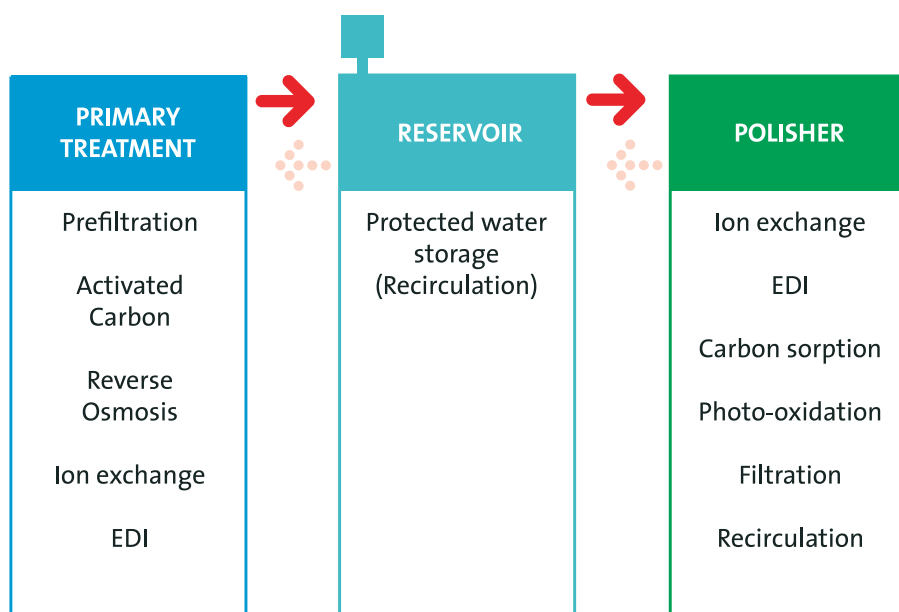 PRIMARY
TREATMENT
Prefiltration
Activated
Carbon
Reverse
Osmosis
Ion exchange
EDI
RESERVOIR
Protected water
storage
(Recirculation)
POLISHER
Ion exchange
EDI
Carbon sorption
Photo-oxidation
Filtration
Recirculation